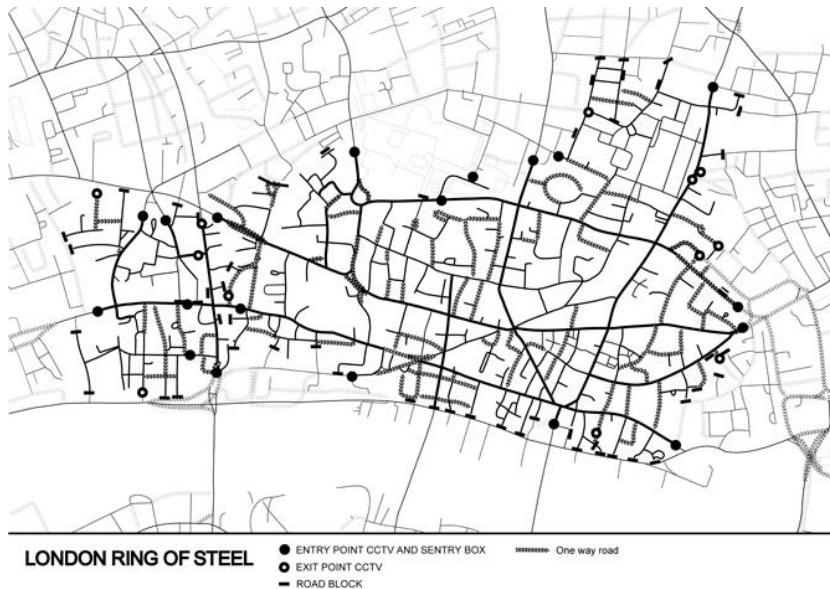 LONDON RING OF STEEL
ENTRY POINT CCTV AND SENTRY BOX
EXIT POINT CCTV
ROAD BLOCK
One way road